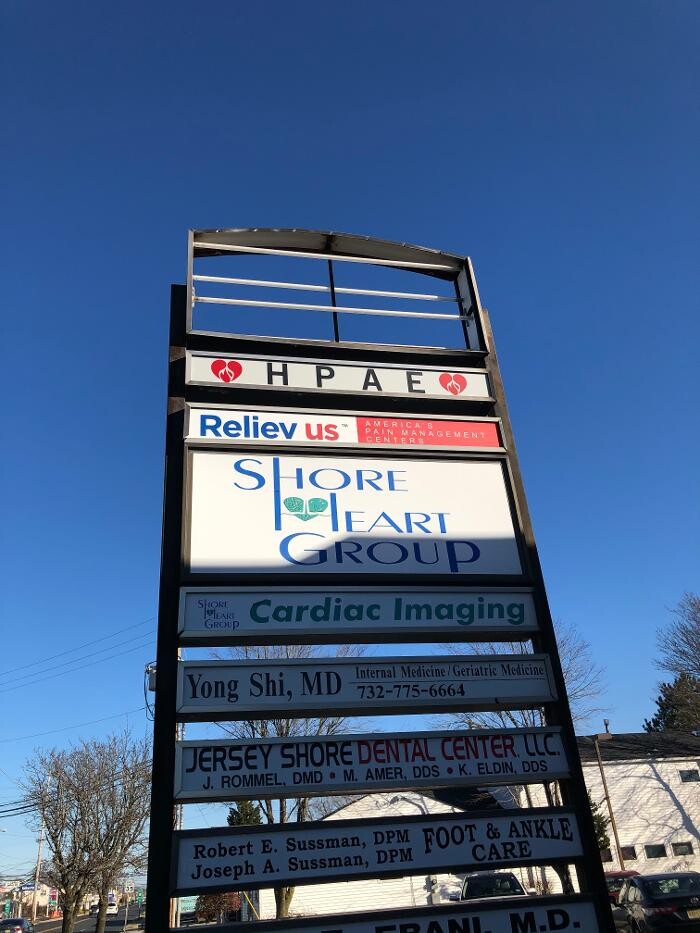 HPAE
Relievus™ AMERICA'S
PAIN MANAGEMENT
CENTERS
SHORE
HEART
GROUP
SHORE
HEART
GROUP
Cardiac Imaging
Yong Shi, MD
Internal Medicine/Geriatric Medicine
732-775-6664
JERSEY SHORE DENTAL CENTER, LLC.
J. ROMMEL, DMD • M. AMER, DDS • K. ELDIN, DDS
Robert E. Sussman, DPM
Joseph A. Sussman, DPM
FOOT & ANKLE
CARE
M.D.